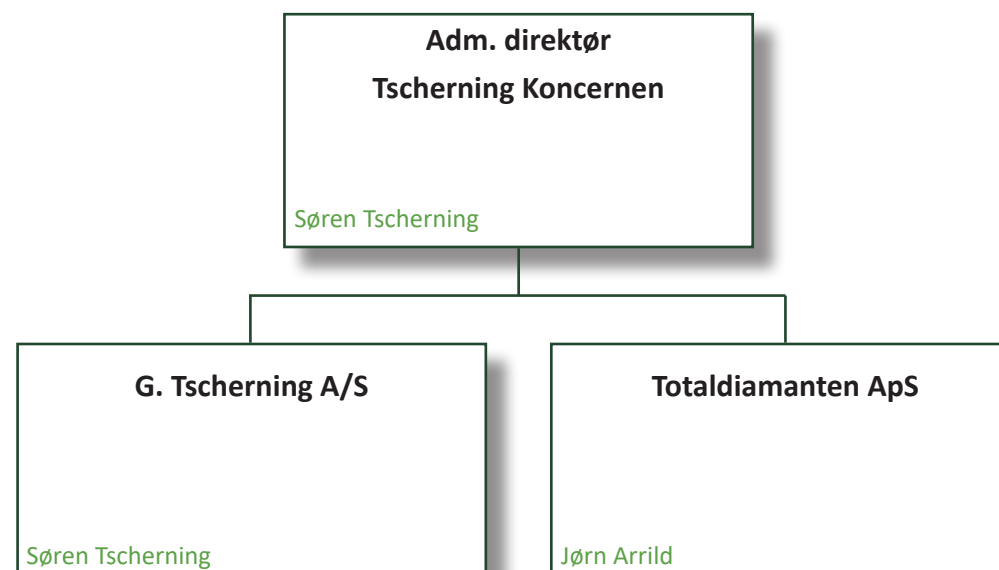 Adm. direktør
Tscherning Koncernen
Søren Tscherning
G. Tscherning A/S
Søren Tscherning
Totaldiamanten ApS
Jørn Arrild